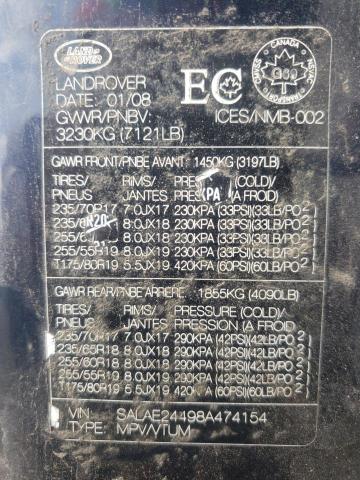 LAND
ROVER
LANDROVER
DATE: 01/08
GVWR/PNBV:
3230KG (7121LB)
EC
CANADA
ICES/NMB-002
GAWR FRONT/PNBE AVANT: 1450KG (3197LB)
TIRES/ RIMS/ (COLD)/
PNEUS JANTES PRESSION (A FROID)
235/70R17 7.0JX17 230KPA (33PSI)(33LB/PO2)
8.0JX18 230KPA (33PSI)(33LB/PO2)
8.0JX18 230KPA (33PSI)(33LB/PO2)
255/55R19 8.0JX19 230KPA (33PSI)(33LB/PO2)
T175/80R19 5.5JX19 420KPA (60PSI)(60LB/PO2)
GAWR REAR/PNBE ARRIERE: 1855KG (4090LB)
TIRES/ RIMS/ PRESSURE (COLD)/
PNEUS JANTES PRESSION (A FROID)
235/70R17 7.0JX17 290KPA (42PSI)(42LB/PO2)
235/65R18 8.0JX18 290KPA (42PSI)(42LB/PO2)
255/60R18 8.0JX18 290KPA (42PSI)(42LB/PO2)
255/55R19 8.0JX19 290KPA (42PSI)(42LB/PO2)
T175/80R19 5.5JX19 420KPA (60PSI)(60LB/PO2)
VIN: SALAE24498A474154
TYPE: MPV/VTUM